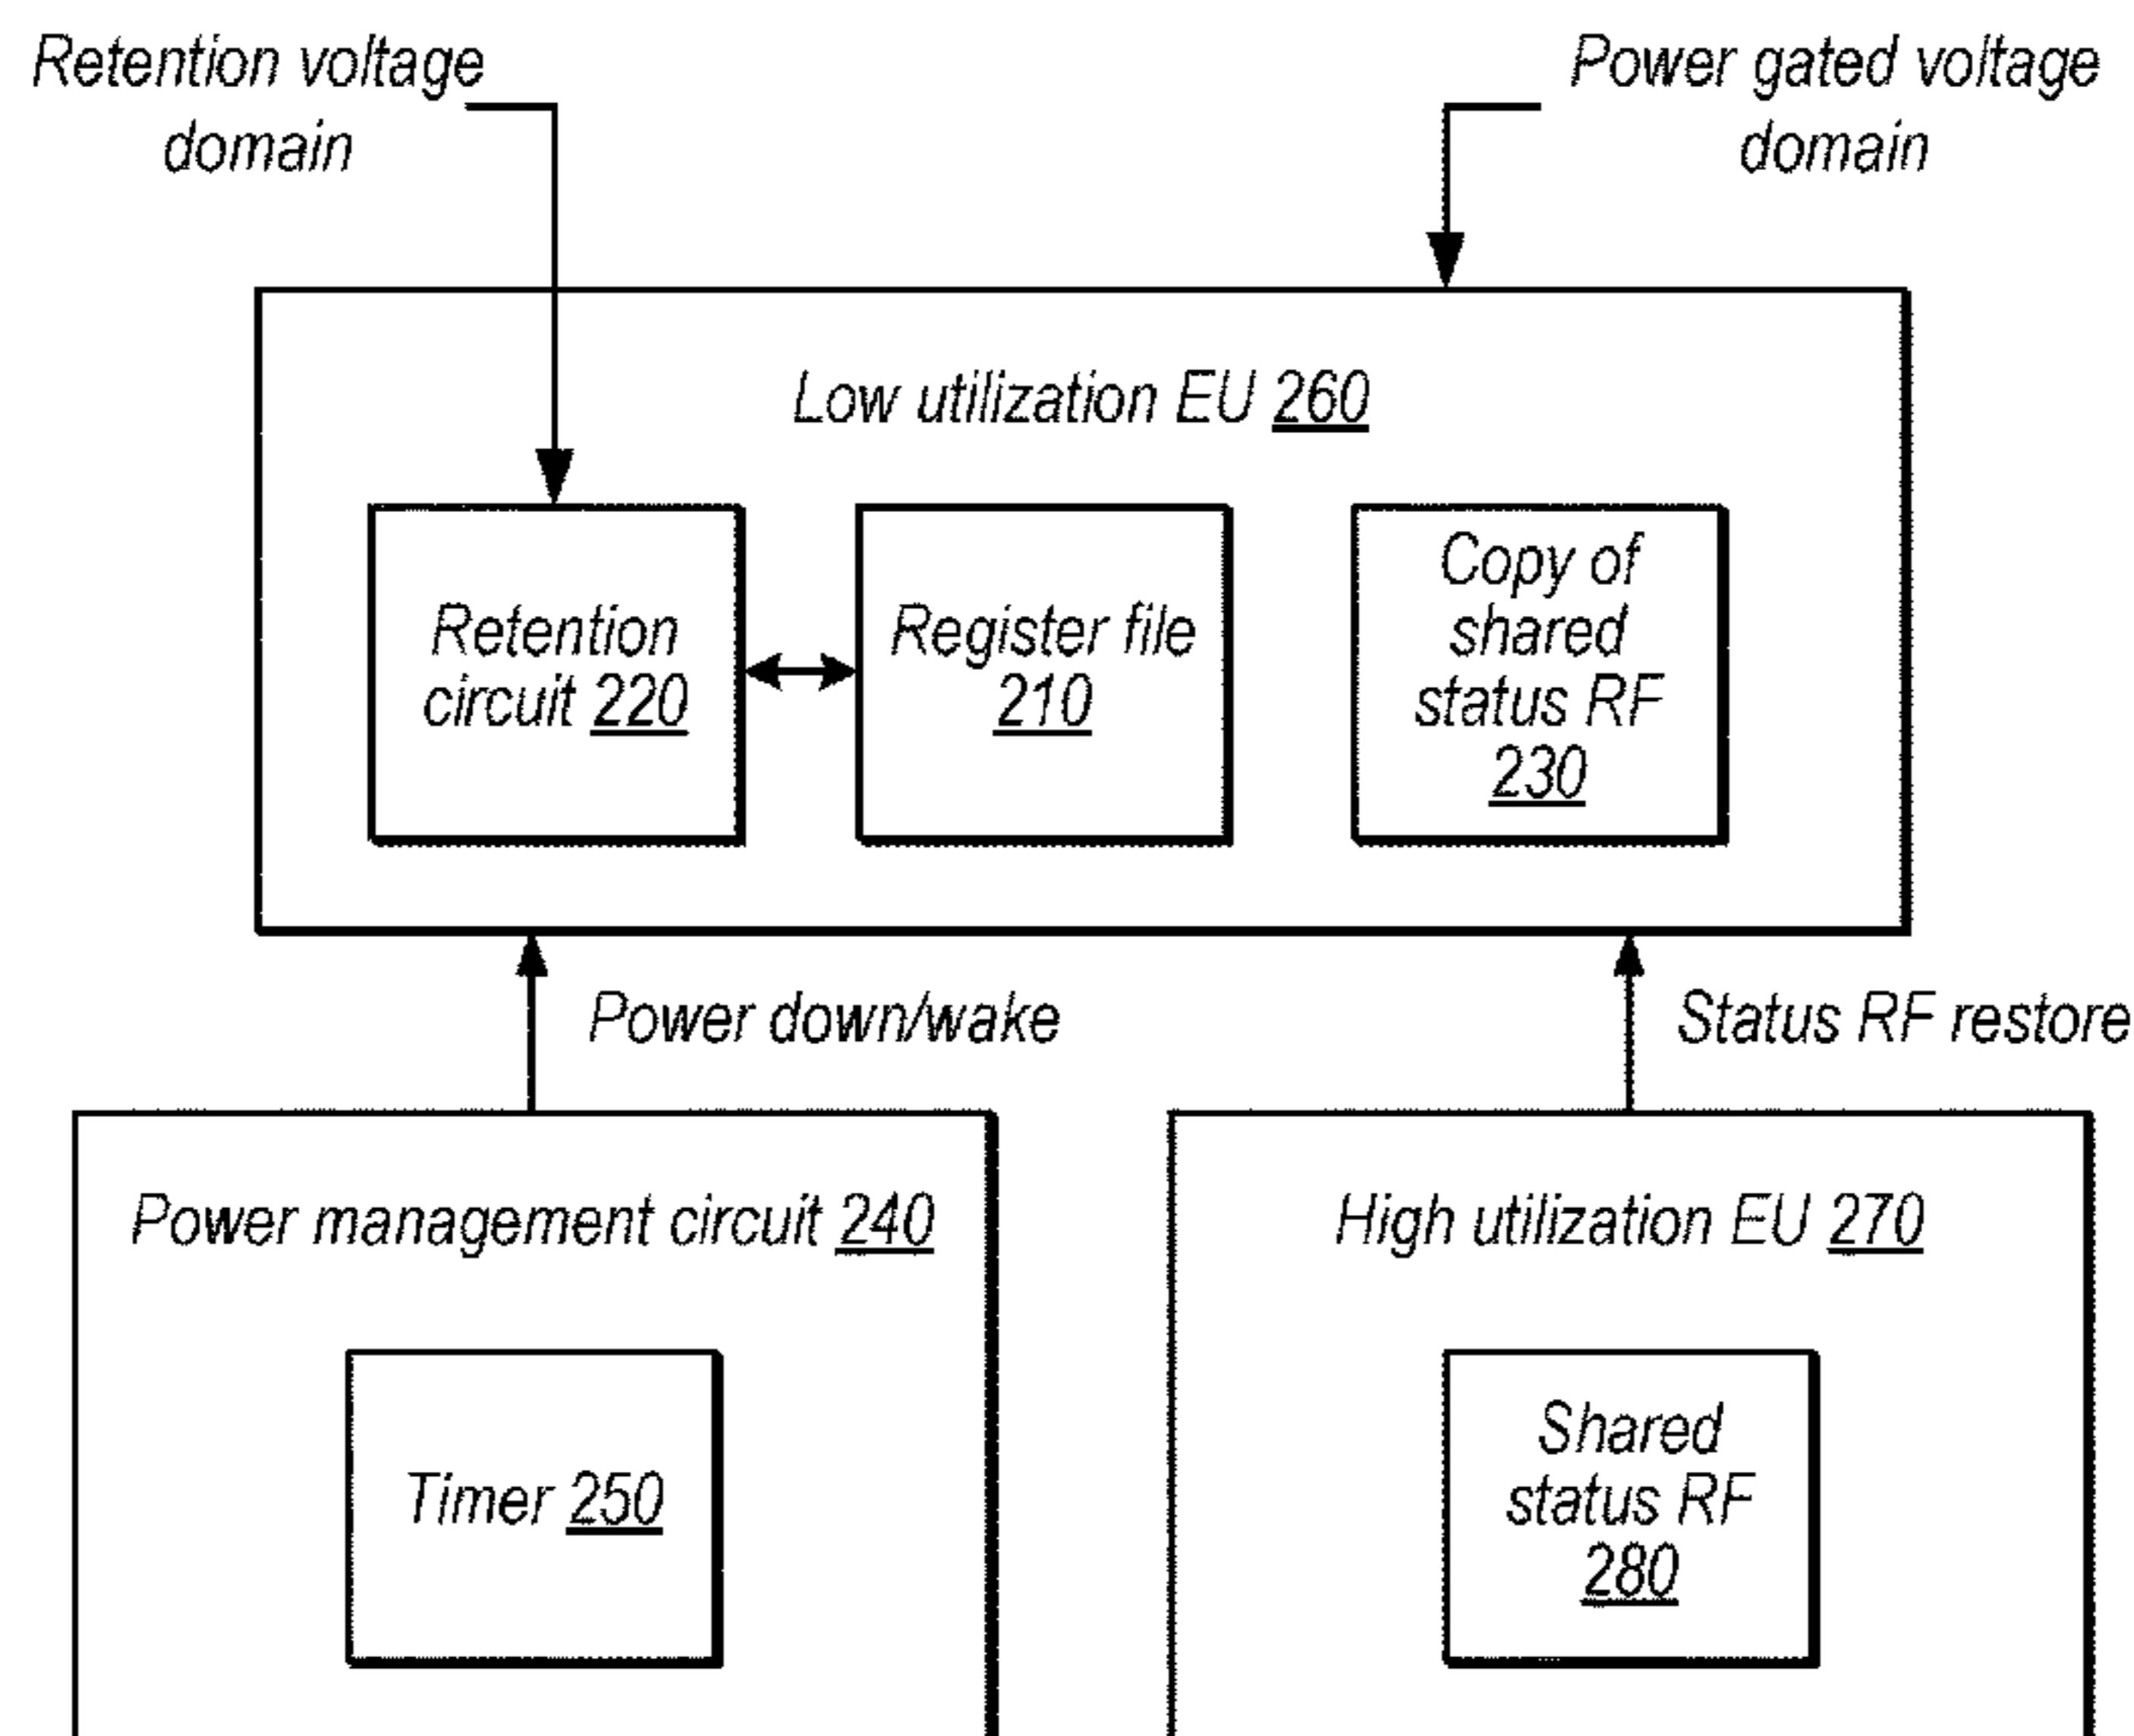 Retention voltage
domain
Power gated voltage
domain
Low utilization EU 260
Retention
circuit 220
Register file
210
Copy of
shared
status RF
230
Power down/wake
Status RF restore
Power management circuit 240
Timer 250
High utilization EU 270
Shared
status RF
280